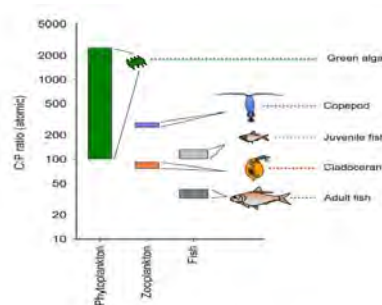 5000
2000
1000
500
250
100
50
20
10
C:P ratio (atomic)
Phytoplankton
Zooplankton
Fish
Green alga
Copepod
Juvenile fish
Cladoceran
Adult fish